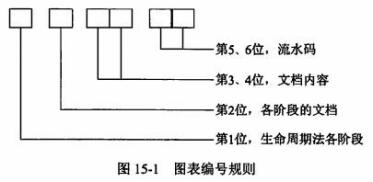 第5、6位，流水码
第3、4位，文档内容
第2位，各阶段的文档
第1位，生命周期法各阶段
图 15-1 图表编号规则